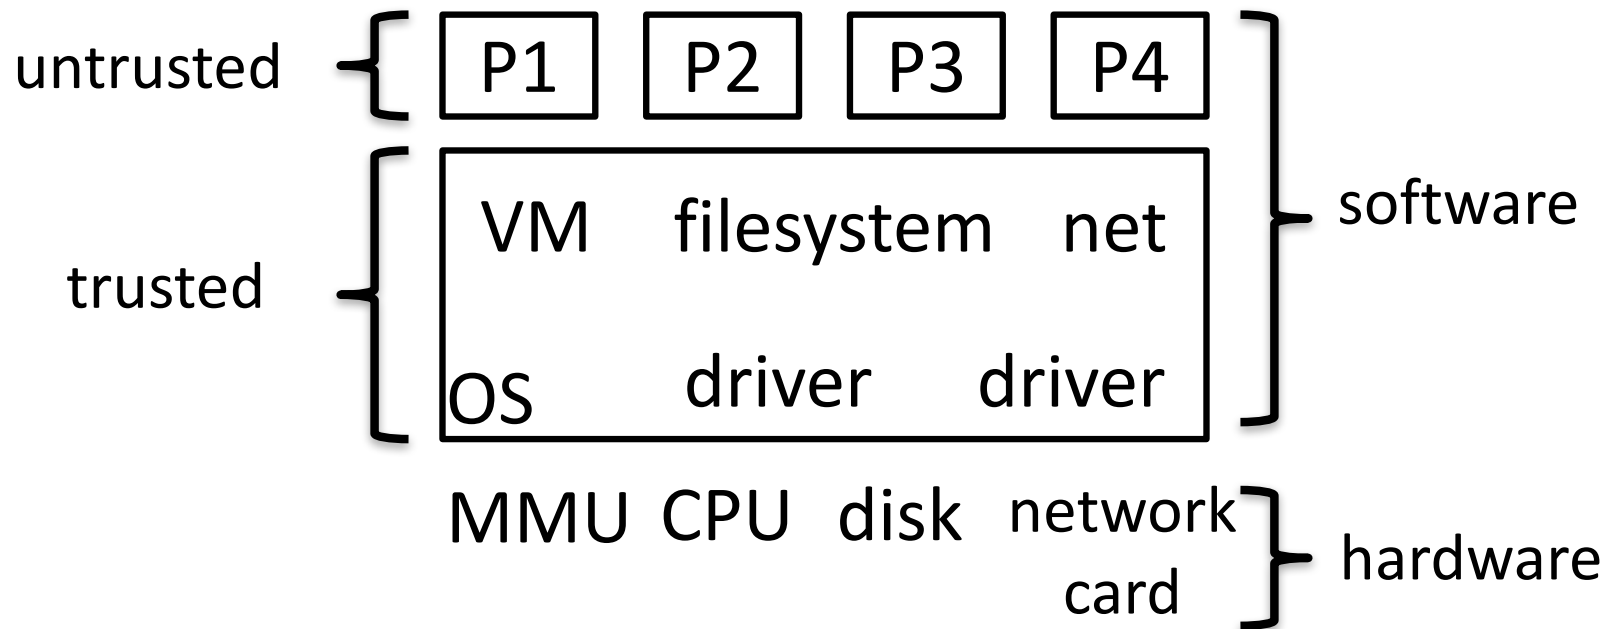 untrusted
P1 P2 P3 P4
software
VM filesystem net
trusted
OS driver driver
MMU CPU disk network
card
hardware